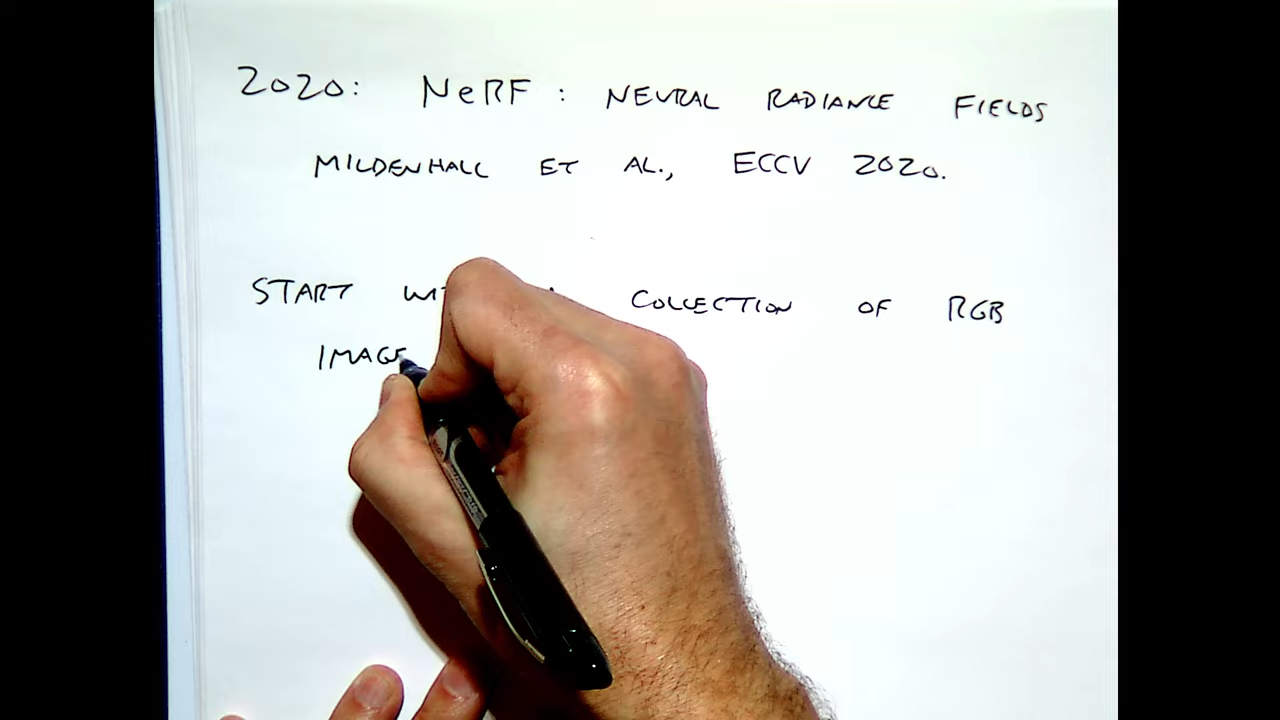 2020: NeRF: NEURAL RADIANCE FIELDS
MILDENHALL ET AL., ECCV 2020.
START COLLECTION OF RGB
IMAGE